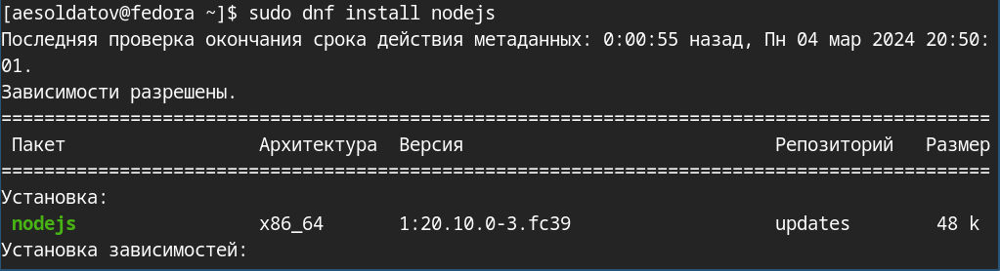 [aesoldatov@fedora ~]$ sudo dnf install nodejs
Последняя проверка окончания срока действия метаданных: 0:00:55 назад, Пн 04 мар 2024 20:50:
01.
Зависимости разрешены.
============================================================================================
Пакет Архитектура Версия Репозиторий Размер
============================================================================================
Установка:
nodejs x86_64 1:20.10.0-3.fc39 updates 48 k
Установка зависимостей: